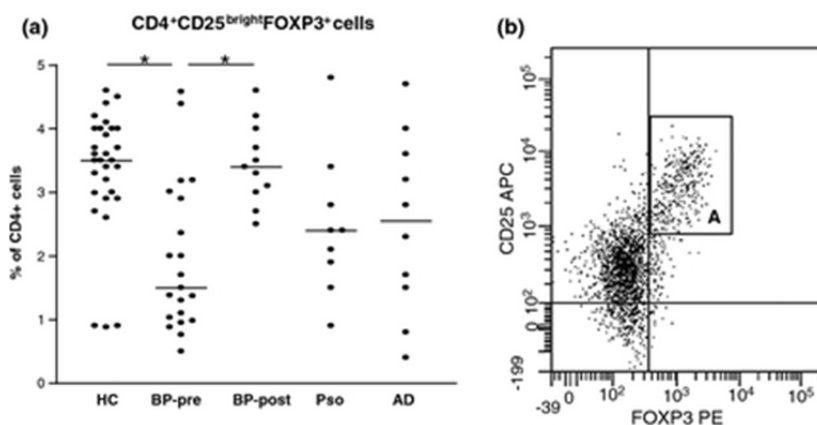 (a)
CD4⁺CD25ᵇʳⁱᵍʰᵗFOXP3⁺cells
* *
% of CD4+ cells
5
4
3
2
1
0
HC BP-pre BP-post Pso AD
(b)
CD25 APC
10⁵
10⁴
10³
10²
0
-199
A
-39 0 10² 10³ 10⁴ 10⁵
FOXP3 PE